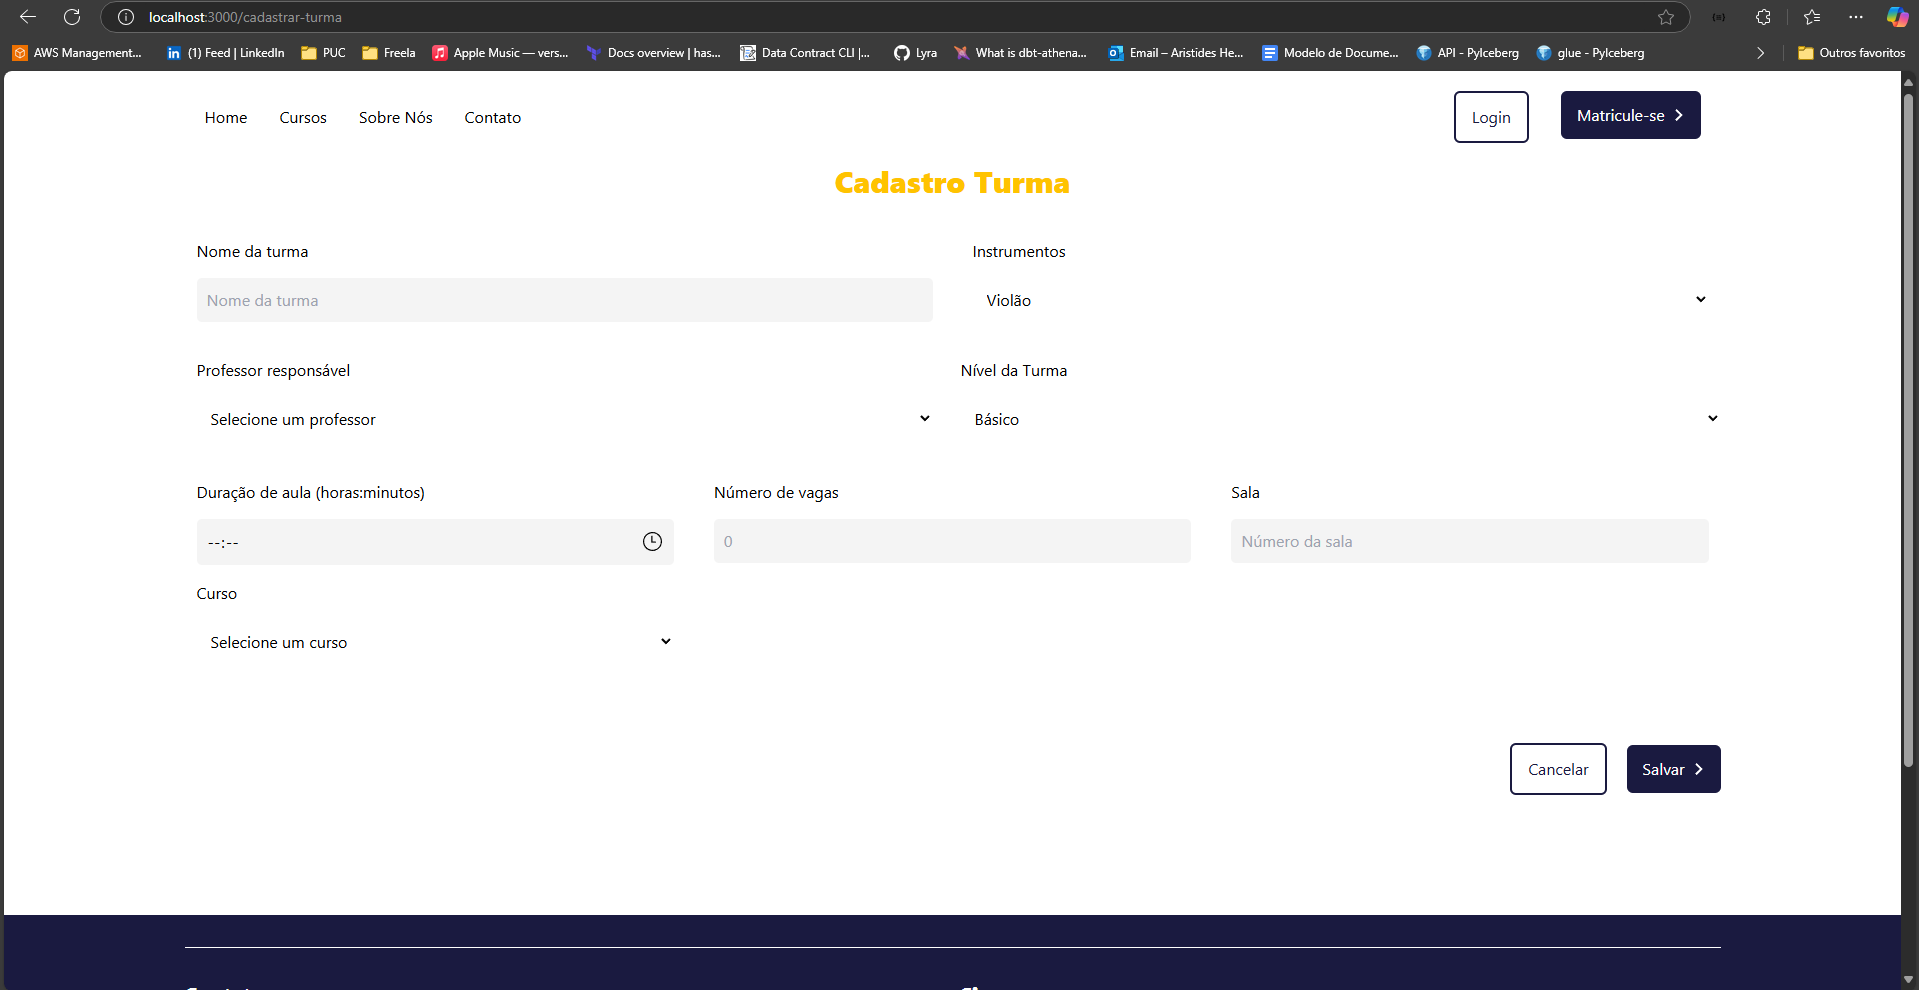 localhost:3000/cadastrar-turma
AWS Management... (1) Feed | LinkedIn PUC Freela Apple Music — vers... Docs overview | has... Data Contract CLI |... Lyra What is dbt-athena... Email – Aristides He... Modelo de Docume... API - PyIceberg glue - PyIceberg Outros favoritos
Home Cursos Sobre Nós Contato Login Matricule-se
Cadastro Turma
Nome da turma Instrumentos
Nome da turma Violão
Professor responsável Nível da Turma
Selecione um professor Básico
Duração de aula (horas:minutos) Número de vagas Sala
--:-- 0 Número da sala
Curso
Selecione um curso
Cancelar Salvar